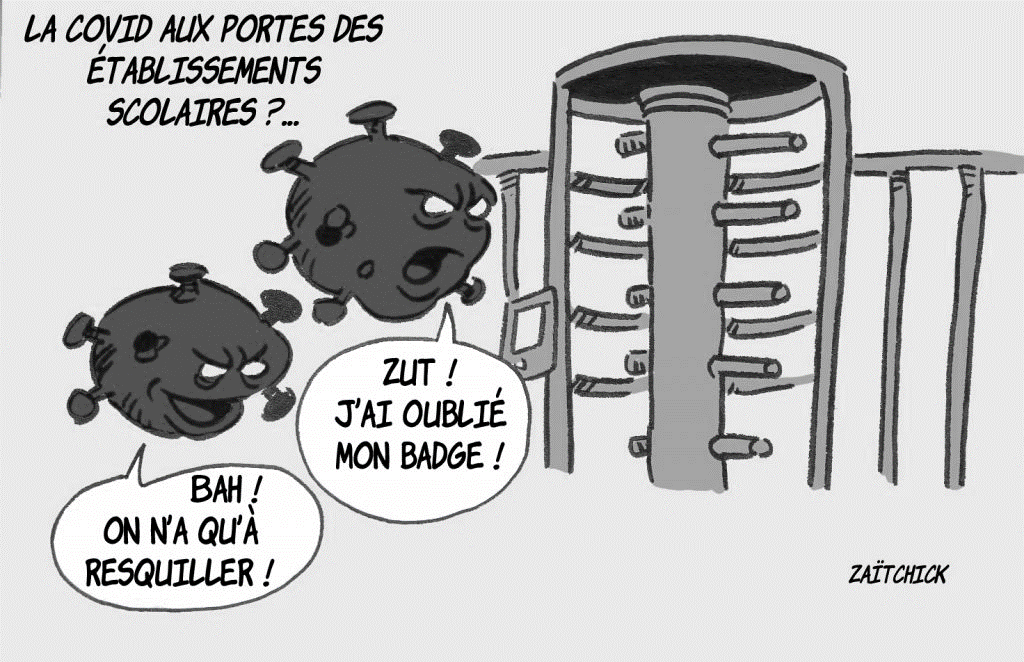 LA COVID AUX PORTES DES
ÉTABLISSEMENTS
SCOLAIRES ?...
ZUT !
J'AI OUBLIÉ
MON BADGE !
BAH !
ON N'A QU'À
RESQUILLER !
ZAÏTCHICK